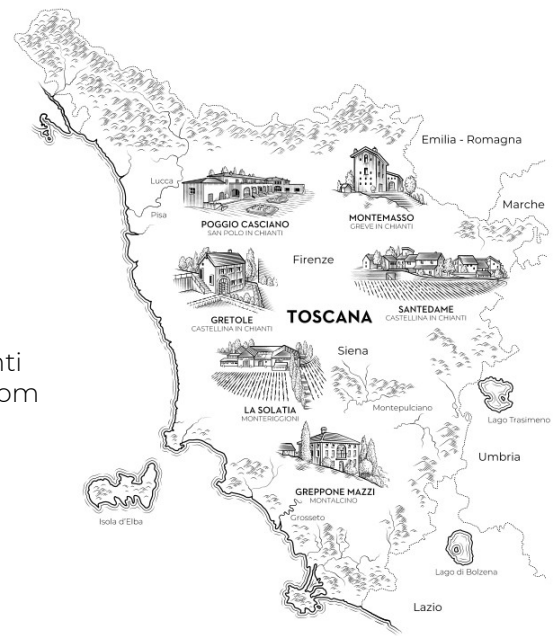 Emilia - Romagna
Lucca
Marche
Pisa
POGGIO CASCIANO
SAN POLO IN CHIANTI
MONTEMASSO
GREVE IN CHIANTI
Firenze
GRETOLE
CASTELLINA IN CHIANTI
TOSCANA
SANTEDAME
CASTELLINA IN CHIANTI
Siena
nti
om
LA SOLATIA
MONTERIGGIONI
Montepulciano
Lago Trasimeno
Umbria
GREPPONE MAZZI
MONTALCINO
Isola d'Elba
Grosseto
Lago di Bolzena
Lazio